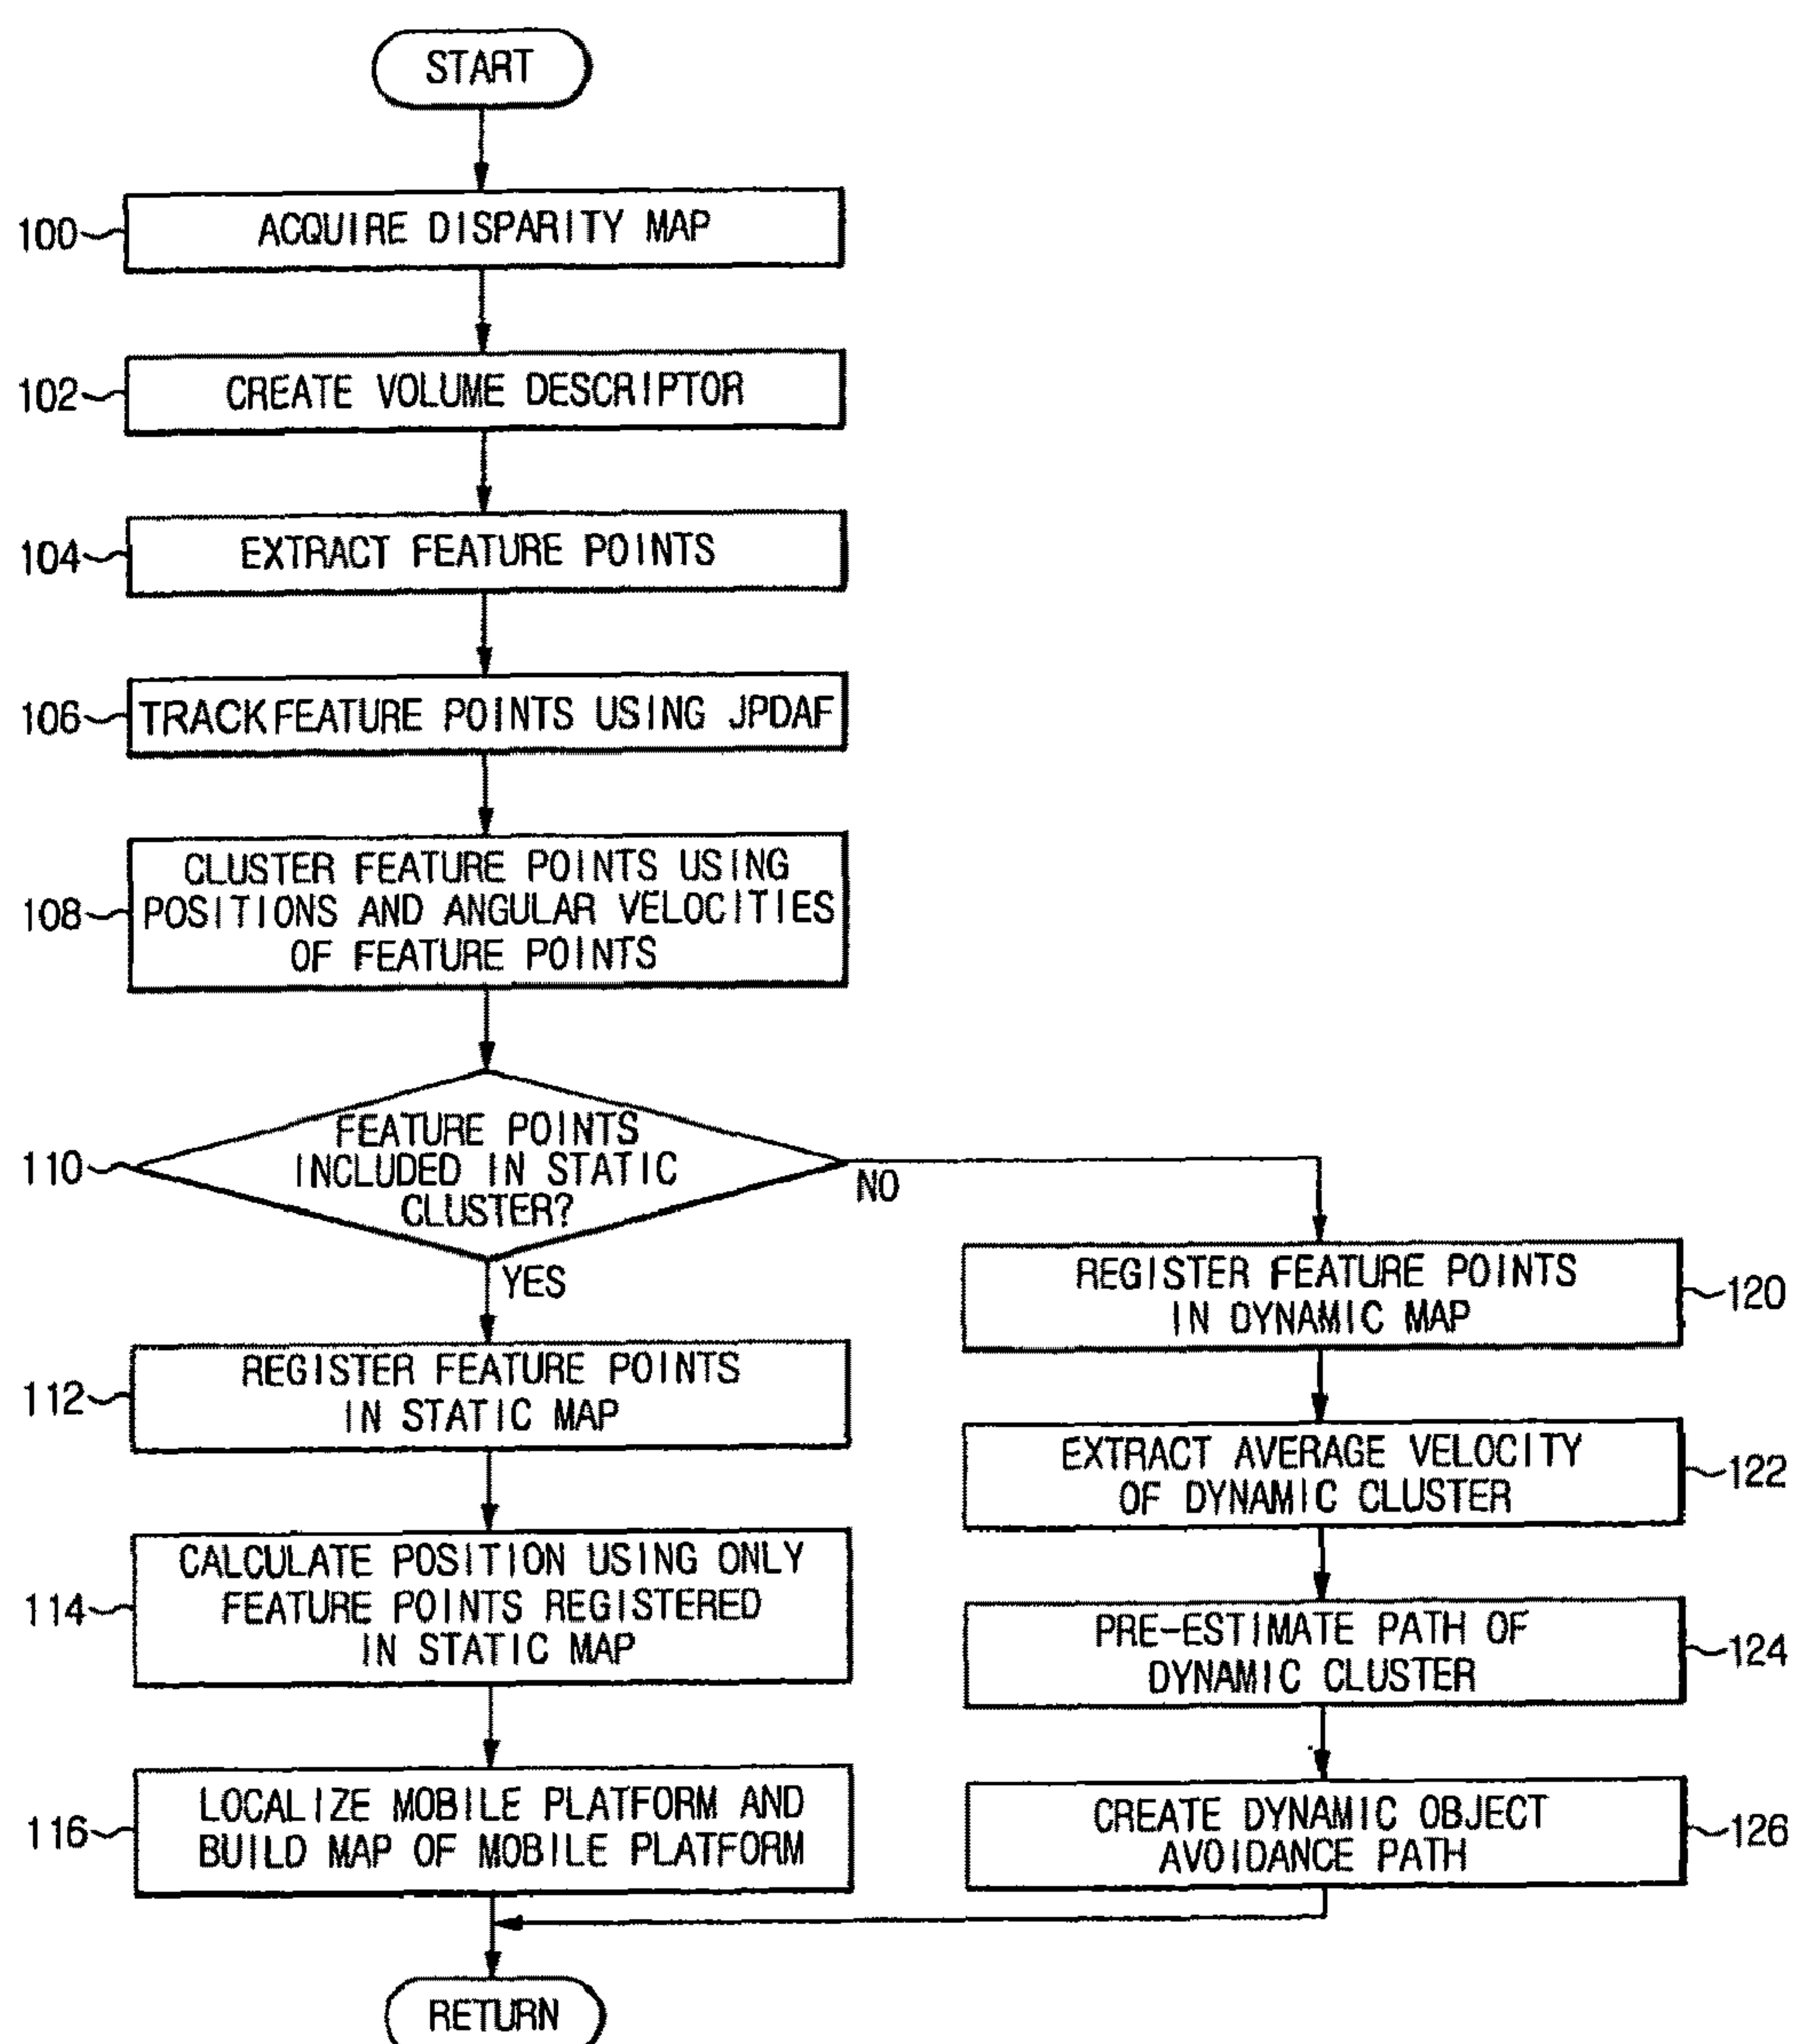 START
100
ACQUIRE DISPARITY MAP
102
CREATE VOLUME DESCRIPTOR
104
EXTRACT FEATURE POINTS
106
TRACK FEATURE POINTS USING JPDAF
108
CLUSTER FEATURE POINTS USING
POSITIONS AND ANGULAR VELOCITIES
OF FEATURE POINTS
110
FEATURE POINTS
INCLUDED IN STATIC
CLUSTER?
NO
YES
112
REGISTER FEATURE POINTS
IN STATIC MAP
114
CALCULATE POSITION USING ONLY
FEATURE POINTS REGISTERED
IN STATIC MAP
116
LOCALIZE MOBILE PLATFORM AND
BUILD MAP OF MOBILE PLATFORM
REGISTER FEATURE POINTS
IN DYNAMIC MAP
120
EXTRACT AVERAGE VELOCITY
OF DYNAMIC CLUSTER
122
PRE-ESTIMATE PATH OF
DYNAMIC CLUSTER
124
CREATE DYNAMIC OBJECT
AVOIDANCE PATH
126
RETURN